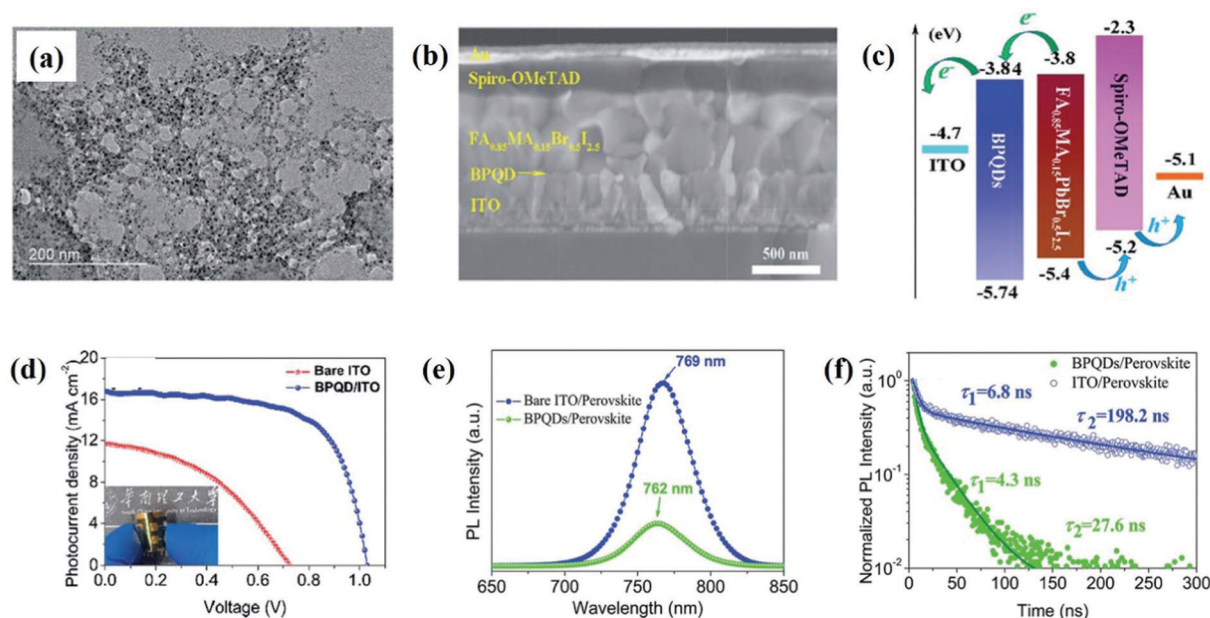 (a)
200 nm
(b)
Au
Spiro-OMeTAD
FA0.85MA0.15Br0.5I2.5
BPQD
ITO
500 nm
(c)
(eV)
e-
e-
-2.3
-3.84
-3.8
-4.7
ITO
BPQDs
FA0.85MA0.15PbBr0.5I2.5
Spiro-OMeTAD
-5.1
Au
h+
-5.2
-5.4
h+
-5.74
(d)
Photocurrent density (mA cm-2)
20
16
12
8
4
0
Bare ITO
BPQD/ITO
0.0 0.2 0.4 0.6 0.8 1.0
Voltage (V)
(e)
PL Intensity (a.u.)
769 nm
Bare ITO/Perovskite
BPQDs/Perovskite
762 nm
650 700 750 800 850
Wavelength (nm)
(f)
Normalized PL Intensity (a.u.)
BPQDs/Perovskite
ITO/Perovskite
10^0
10^-1
10^-2
τ1=6.8 ns
τ2=198.2 ns
τ1=4.3 ns
τ2=27.6 ns
0 50 100 150 200 250 300
Time (ns)